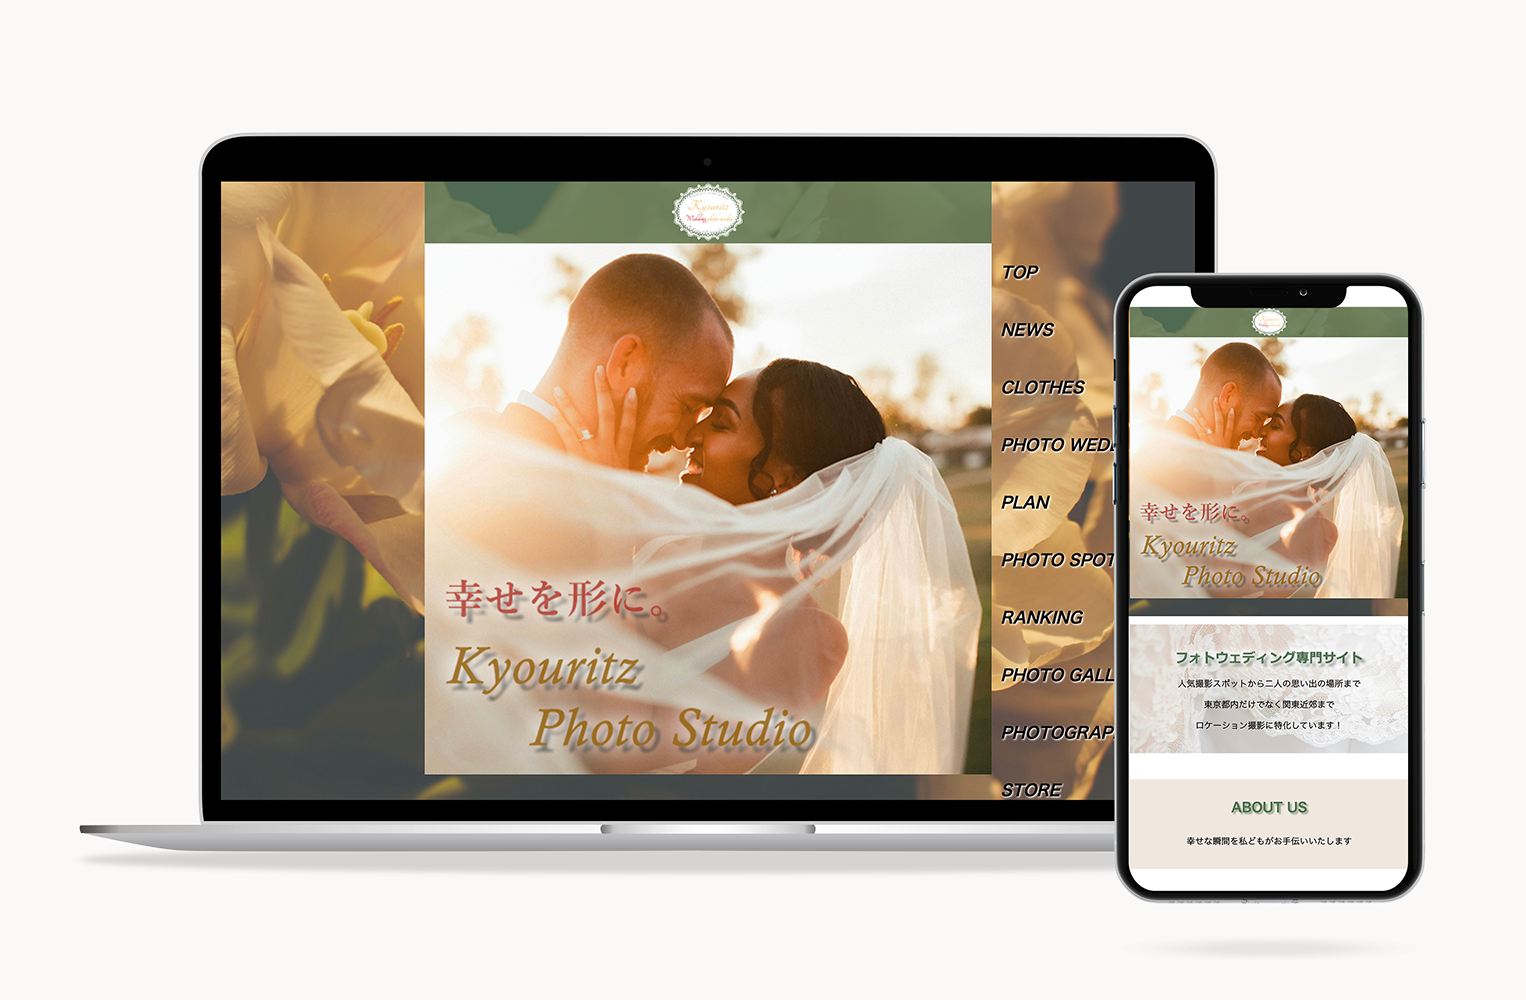 Kyouritz
Wedding photo studio
TOP
NEWS
CLOTHES
PHOTO WED
PLAN
PHOTO SPOT
RANKING
PHOTO GALL
PHOTOGRAP
STORE
幸せを形に。
Kyouritz
Photo Studio
幸せを形に。
Kyouritz
Photo Studio
フォトウェディング専門サイト
人気撮影スポットから二人の思い出の場所まで
東京都内だけでなく関東近郊まで
ロケーション撮影に特化しています！
ABOUT US
幸せな瞬間を私どもがお手伝いいたします